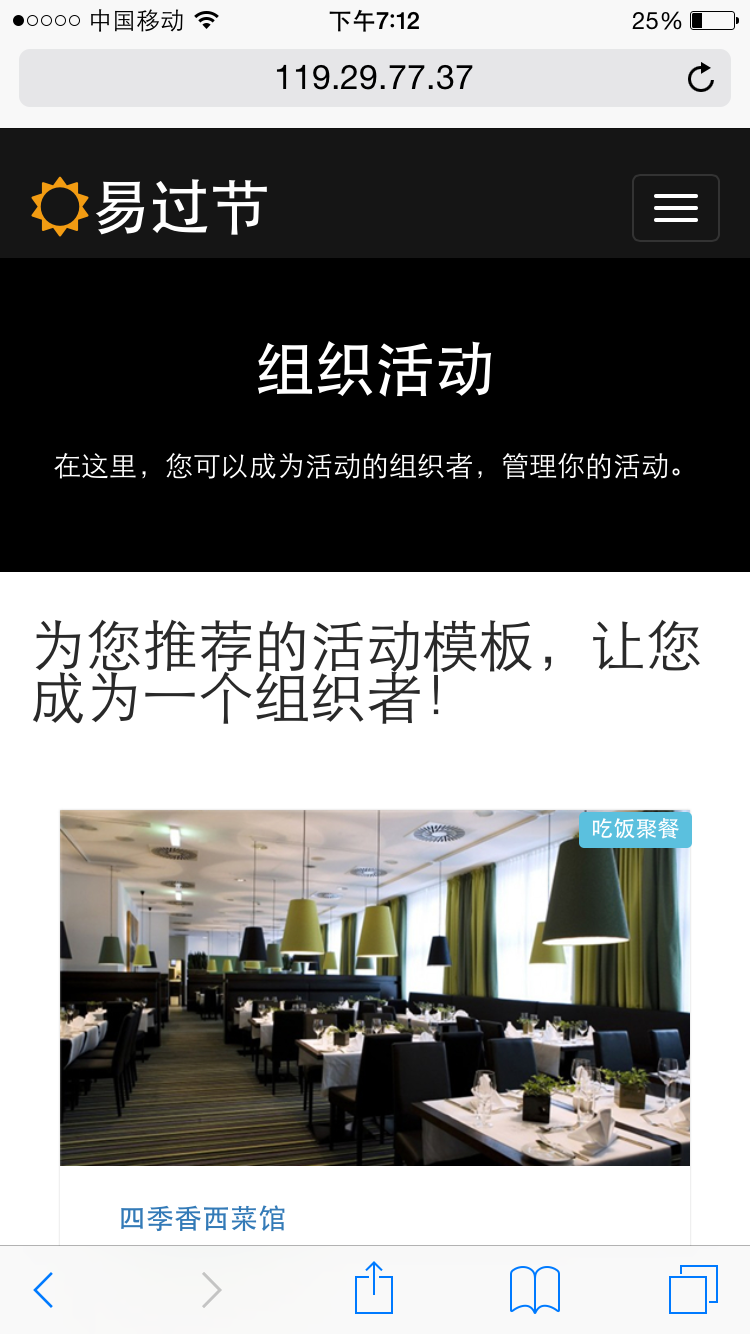 中国移动 下午7:12 25%
119.29.77.37
易过节
组织活动
在这里，您可以成为活动的组织者，管理你的活动。
为您推荐的活动模板，让您
成为一个组织者！
吃饭聚餐
四季香西菜馆